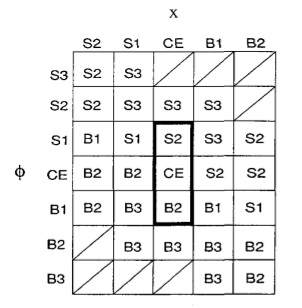 X
S2 S1 CE B1 B2
S3 S2 S3
S2 S2 S3 S3 S3
S1 B1 S1 S2 S3 S2
ϕ CE B2 B2 CE S2 S2
B1 B2 B3 B2 B1 S1
B2 B3 B3 B3 B2
B3 B3 B2